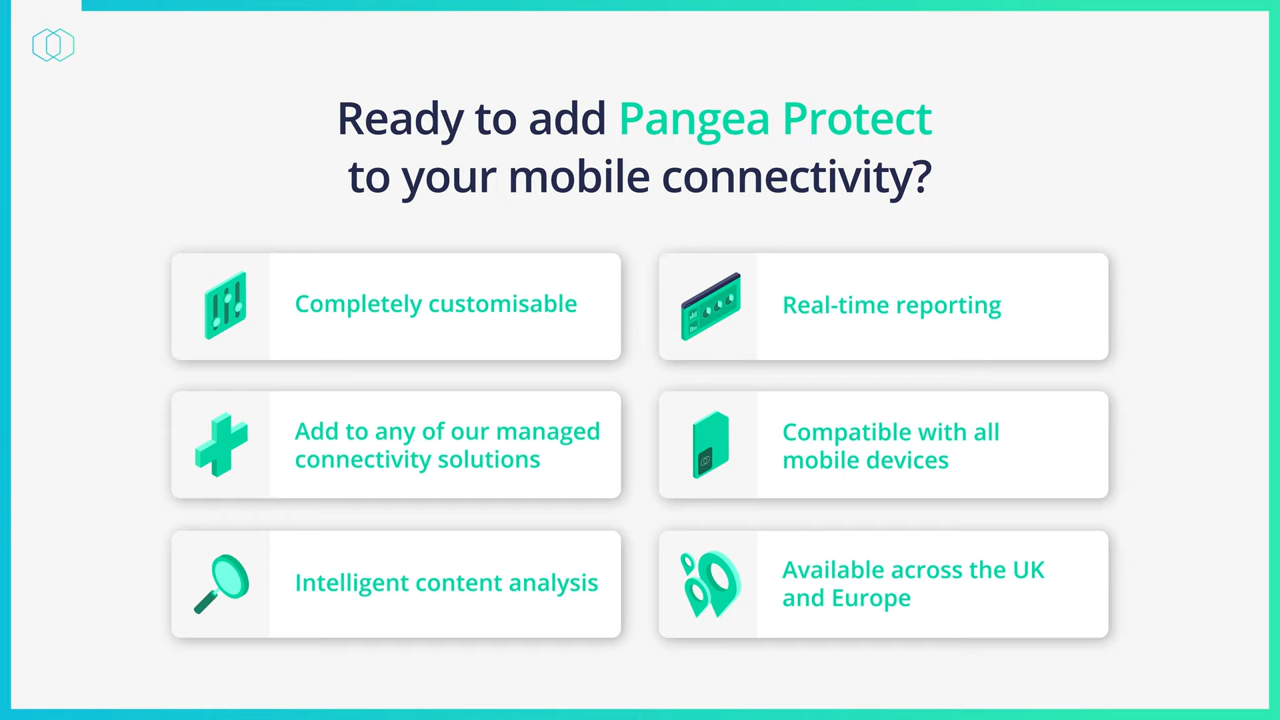 Ready to add Pangea Protect
to your mobile connectivity?
Completely customisable
Real-time reporting
Add to any of our managed
connectivity solutions
Compatible with all
mobile devices
Intelligent content analysis
Available across the UK
and Europe